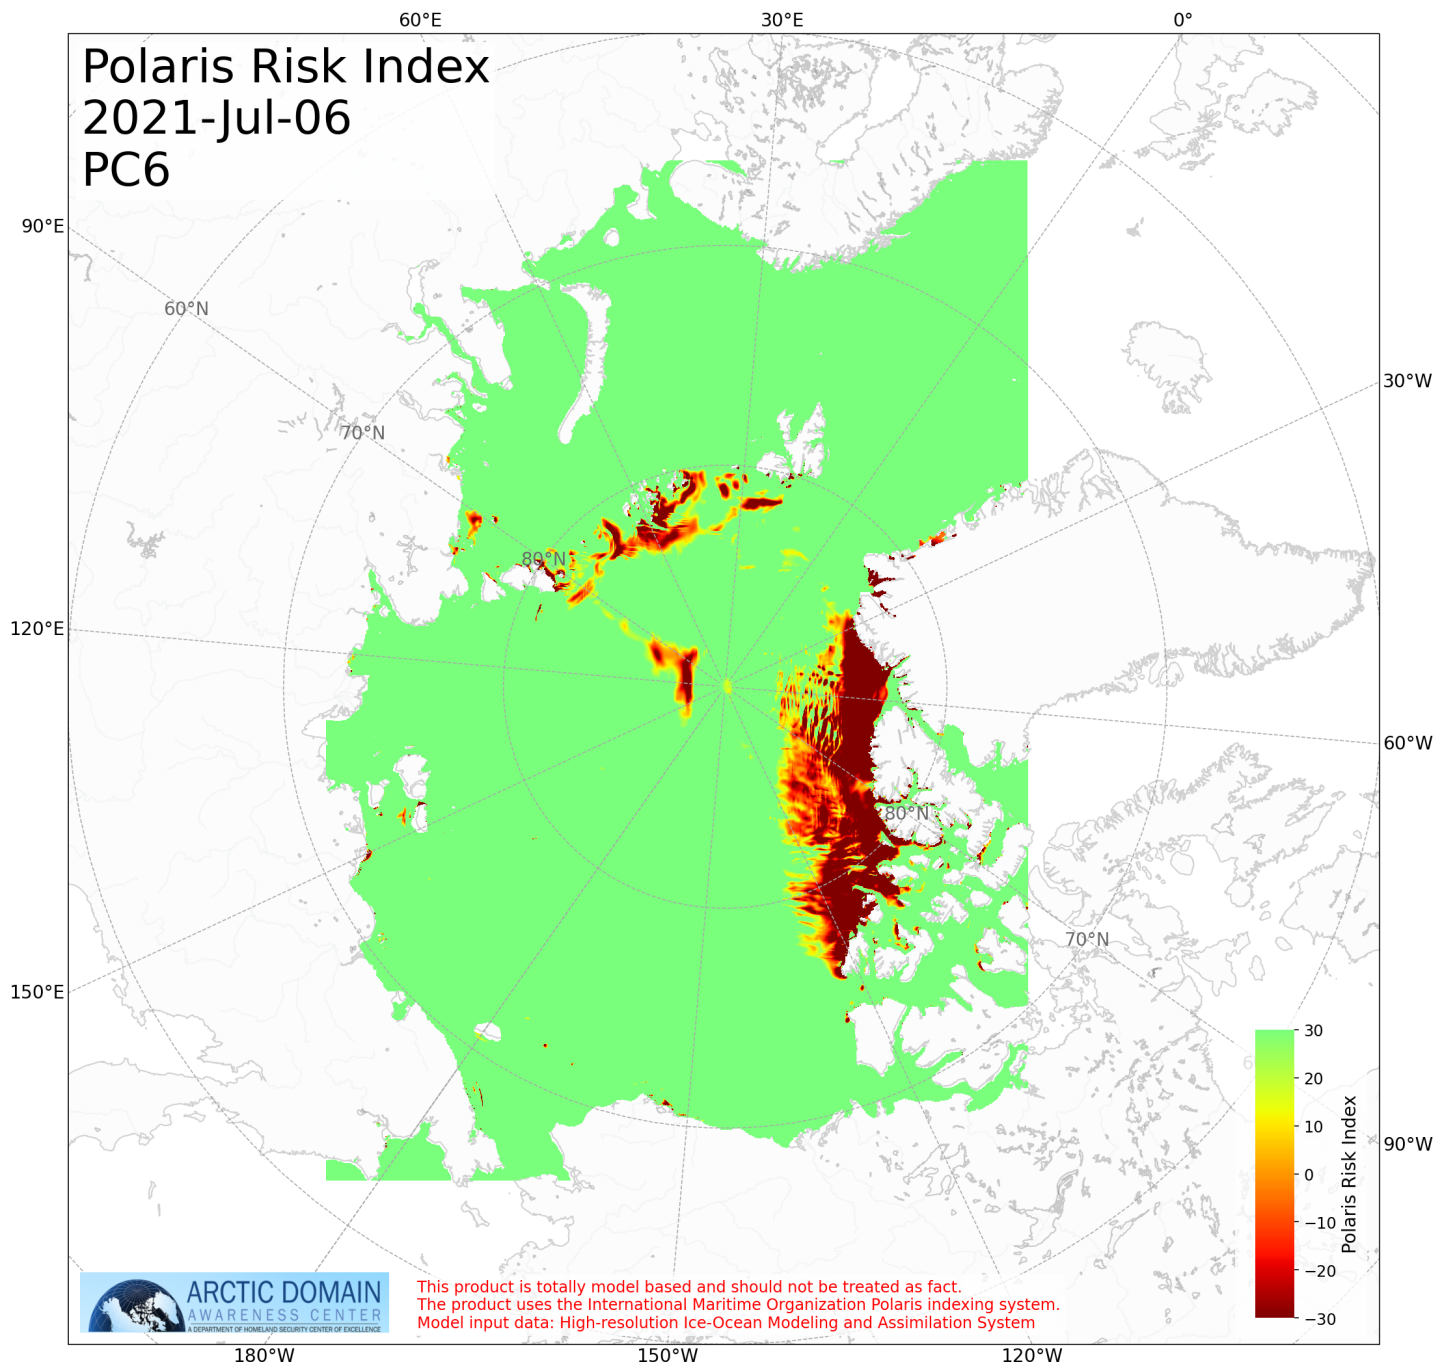 60°E 30°E 0°
Polaris Risk Index
2021-Jul-06
PC6
90°E
60°N
30°W
70°N
80°N
120°E
60°W
80°N
70°N
150°E
30
20
10
0
−10
−20
−30
Polaris Risk Index
90°W
ARCTIC DOMAIN
AWARENESS CENTER
A DEPARTMENT OF HOMELAND SECURITY CENTER OF EXCELLENCE
This product is totally model based and should not be treated as fact.
The product uses the International Maritime Organization Polaris indexing system.
Model input data: High-resolution Ice-Ocean Modeling and Assimilation System
180°W 150°W 120°W